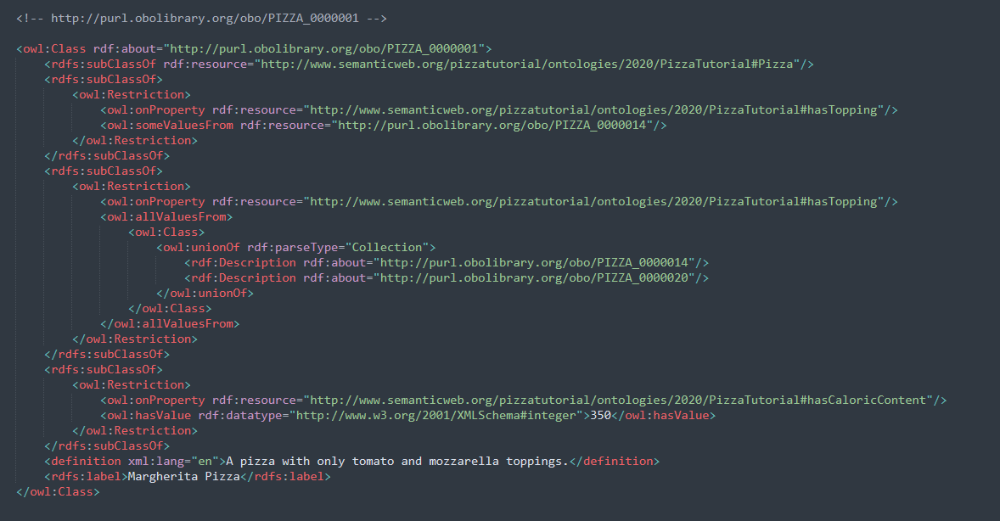 <!-- http://purl.obolibrary.org/obo/PIZZA_0000001 -->
<owl:Class rdf:about="http://purl.obolibrary.org/obo/PIZZA_0000001">
<rdfs:subClassOf rdf:resource="http://www.semanticweb.org/pizzatutorial/ontologies/2020/PizzaTutorial#Pizza"/>
<rdfs:subClassOf>
<owl:Restriction>
<owl:onProperty rdf:resource="http://www.semanticweb.org/pizzatutorial/ontologies/2020/PizzaTutorial#hasTopping"/>
<owl:someValuesFrom rdf:resource="http://purl.obolibrary.org/obo/PIZZA_0000014"/>
</owl:Restriction>
</rdfs:subClassOf>
<rdfs:subClassOf>
<owl:Restriction>
<owl:onProperty rdf:resource="http://www.semanticweb.org/pizzatutorial/ontologies/2020/PizzaTutorial#hasTopping"/>
<owl:allValuesFrom>
<owl:Class>
<owl:unionOf rdf:parseType="Collection">
<rdf:Description rdf:about="http://purl.obolibrary.org/obo/PIZZA_0000014"/>
<rdf:Description rdf:about="http://purl.obolibrary.org/obo/PIZZA_0000020"/>
</owl:unionOf>
</owl:Class>
</owl:allValuesFrom>
</owl:Restriction>
</rdfs:subClassOf>
<rdfs:subClassOf>
<owl:Restriction>
<owl:onProperty rdf:resource="http://www.semanticweb.org/pizzatutorial/ontologies/2020/PizzaTutorial#hasCaloricContent"/>
<owl:hasValue rdf:datatype="http://www.w3.org/2001/XMLSchema#integer">350</owl:hasValue>
</owl:Restriction>
</rdfs:subClassOf>
<definition xml:lang="en">A pizza with only tomato and mozzarella toppings.</definition>
<rdfs:label>Margherita Pizza</rdfs:label>
</owl:Class>